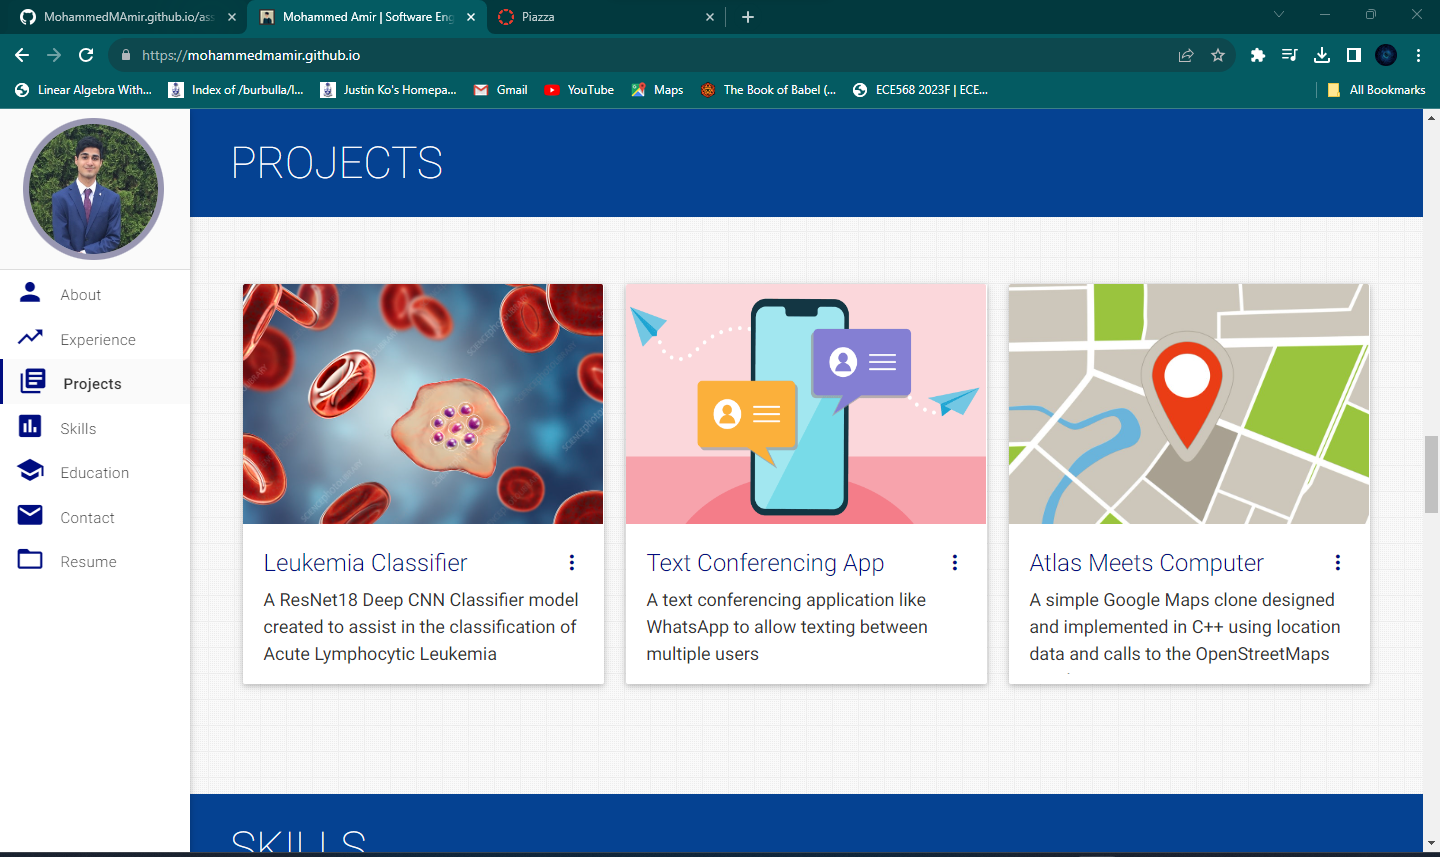 MohammedMAmir.github.io/ass
Mohammed Amir | Software Eng
Piazza
https://mohammedmamir.github.io
Linear Algebra With...
Index of /burbulla/l...
Justin Ko's Homepa...
Gmail
YouTube
Maps
The Book of Babel (...
ECE568 2023F | ECE...
All Bookmarks
About
Experience
Projects
Skills
Education
Contact
Resume
PROJECTS
Leukemia Classifier
A ResNet18 Deep CNN Classifier model
created to assist in the classification of
Acute Lymphocytic Leukemia
Text Conferencing App
A text conferencing application like
WhatsApp to allow texting between
multiple users
Atlas Meets Computer
A simple Google Maps clone designed
and implemented in C++ using location
data and calls to the OpenStreetMaps
SKILLS